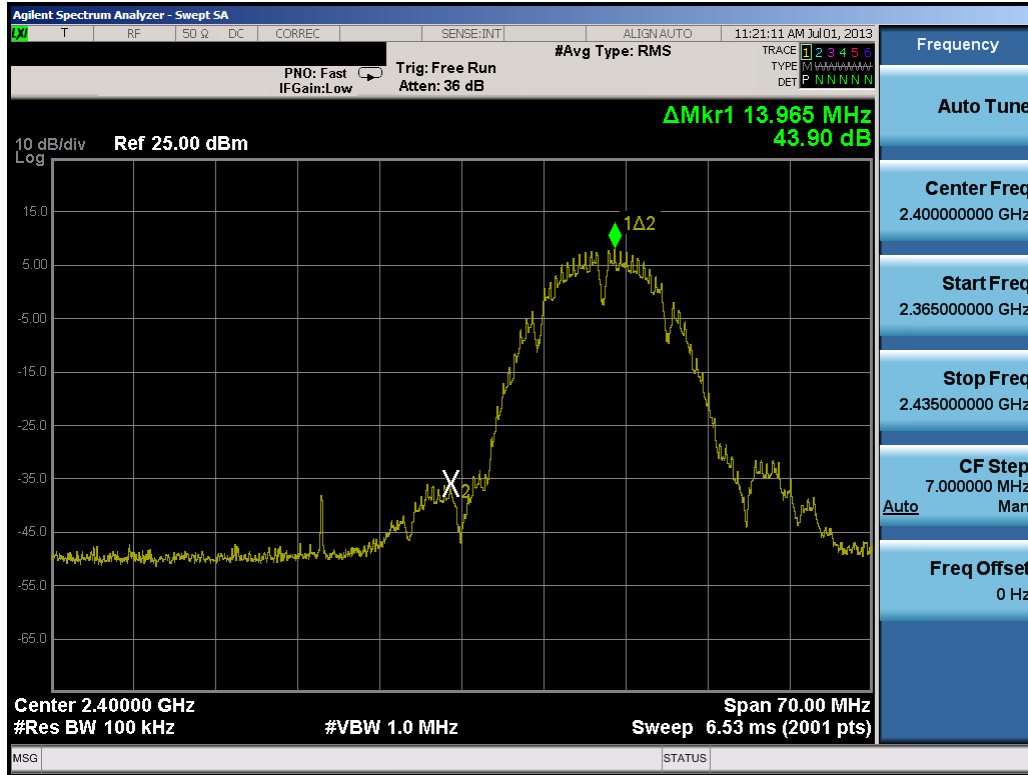 Agilent Spectrum Analyzer - Swept SA
LXI T RF 50 Ω DC CORREC SENSE:INT ALIGN AUTO 11:21:11 AM Jul 01, 2013
#Avg Type: RMS
TRACE 1 2 3 4 5 6
PNO: Fast Trig: Free Run
TYPE M W W W W W
IFGain:Low Atten: 36 dB
DET P N N N N N
ΔMkr1 13.965 MHz
43.90 dB
10 dB/div Ref 25.00 dBm
Log
15.0
1Δ2
5.00
-5.00
-15.0
-25.0
-35.0
X2
-45.0
-55.0
-65.0
Center 2.40000 GHz Span 70.00 MHz
#Res BW 100 kHz #VBW 1.0 MHz Sweep 6.53 ms (2001 pts)
MSG STATUS
Frequency
Auto Tune
Center Freq
2.400000000 GHz
Start Freq
2.365000000 GHz
Stop Freq
2.435000000 GHz
CF Step
7.000000 MHz
Auto Man
Freq Offset
0 Hz